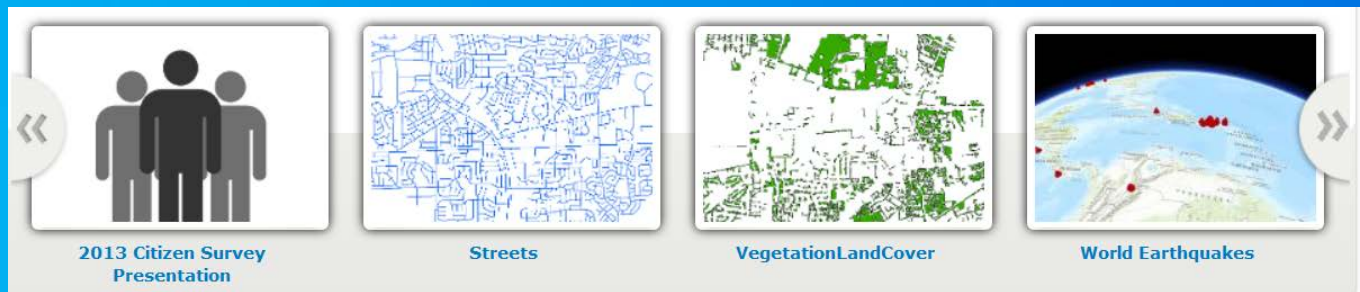 2013 Citizen Survey
Presentation
Streets
VegetationLandCover
World Earthquakes